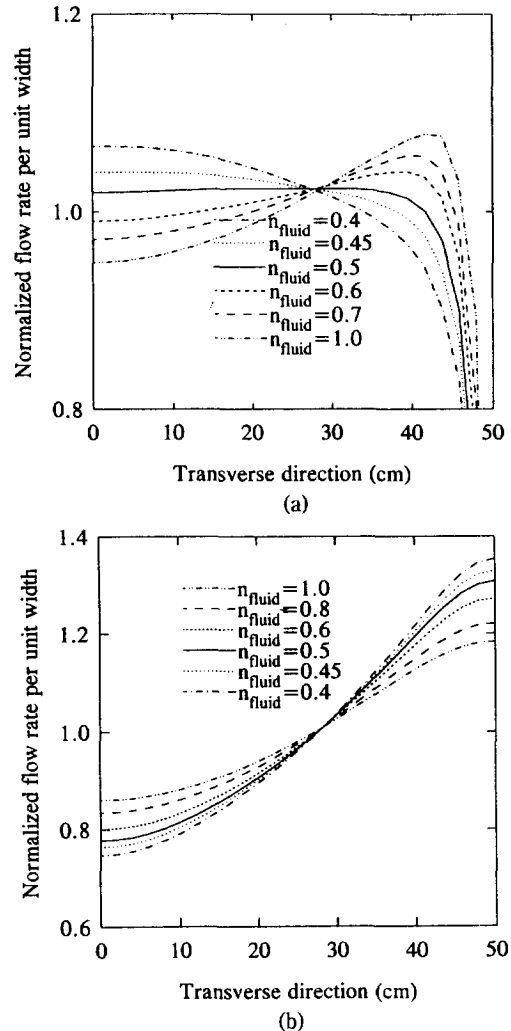 1.2
1.0
0.8
Normalized flow rate per unit width
n_fluid=0.4
n_fluid=0.45
n_fluid=0.5
n_fluid=0.6
n_fluid=0.7
n_fluid=1.0
0 10 20 30 40 50
Transverse direction (cm)
(a)
1.4
1.2
1.0
0.8
0.6
Normalized flow rate per unit width
n_fluid=1.0
n_fluid=0.8
n_fluid=0.6
n_fluid=0.5
n_fluid=0.45
n_fluid=0.4
0 10 20 30 40 50
Transverse direction (cm)
(b)